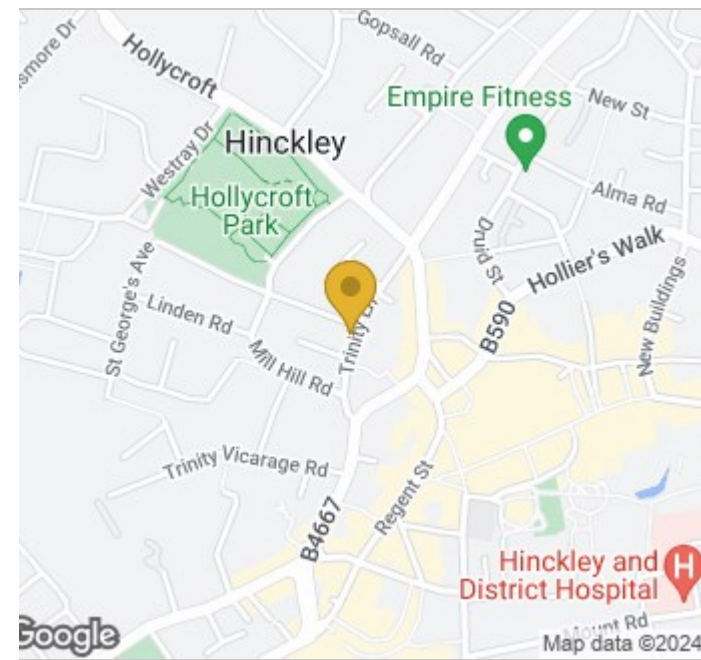 Gopsall Rd
smore Dr
Hollycroft
Empire Fitness
New St
Westray Dr
Hinckley
Hollycroft
Park
Alma Rd
Druid St
Hollier's Walk
St George's Ave
Linden Rd
Trinity Ln
B590
New Buildings
Mill Hill Rd
Trinity Vicarage Rd
Regent St
B4667
Hinckley and
District Hospital
H
Mount Rd
Google
Map data ©2024